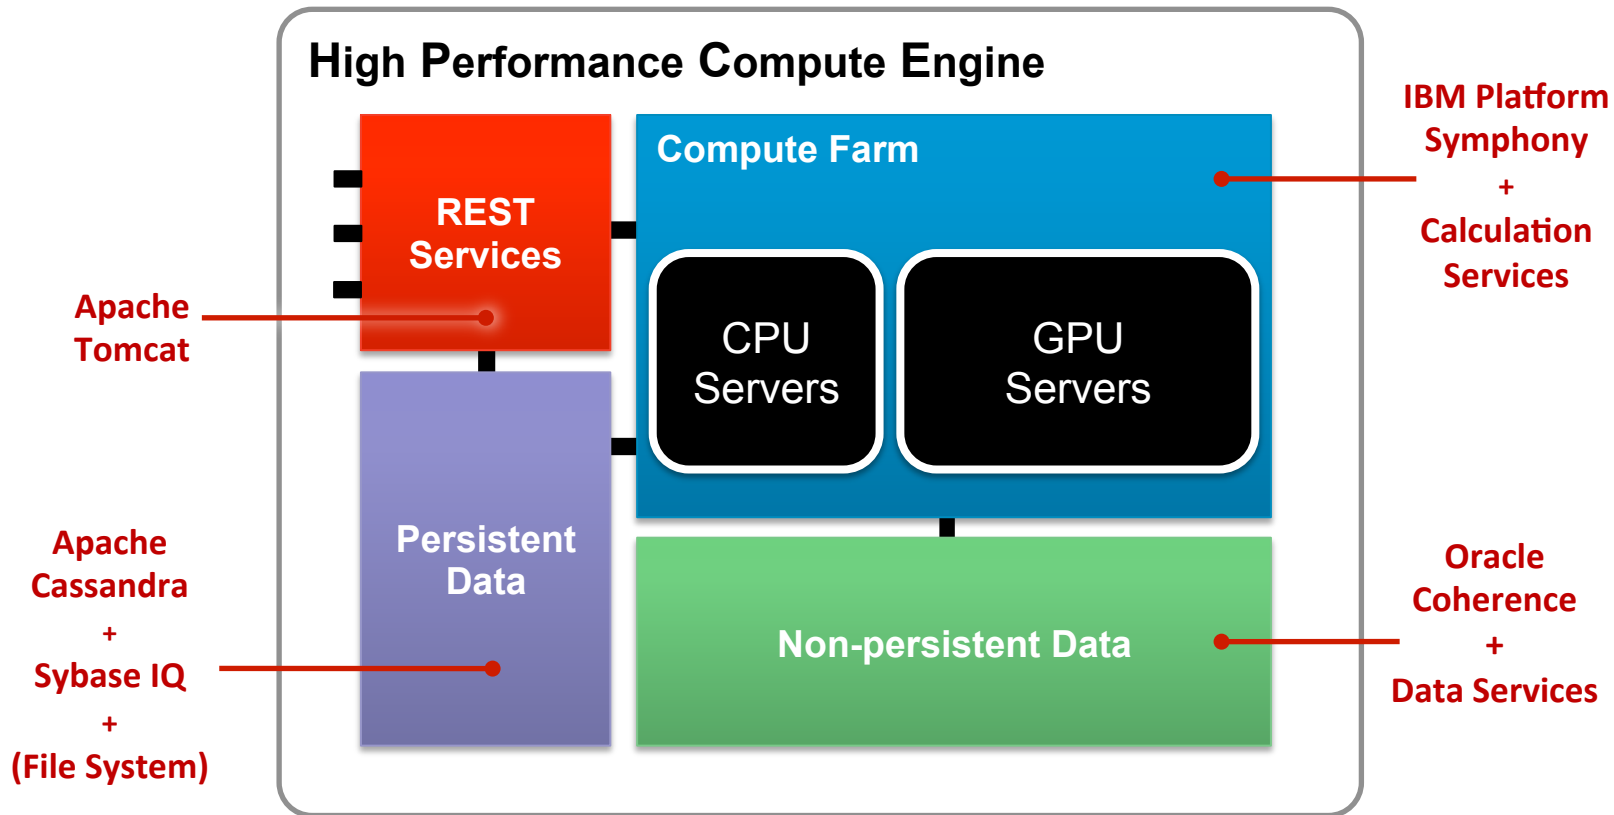 High Performance Compute Engine
REST
Services
Compute Farm
CPU
Servers
GPU
Servers
Persistent
Data
Non-persistent Data
Apache
Tomcat
Apache
Cassandra
+
Sybase IQ
+
(File System)
IBM Platform
Symphony
+
Calculation
Services
Oracle
Coherence
+
Data Services